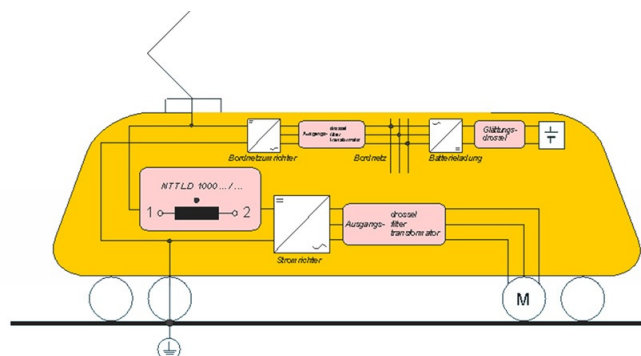 Ausgangs- drossel filter transformator
Glättungs-
drossel
Bordnetzumrichter
Bordnetz
Batterieladung
NTTLD 1000 .../...
1 2
Ausgangs- drossel filter transformator
Stromrichter
M